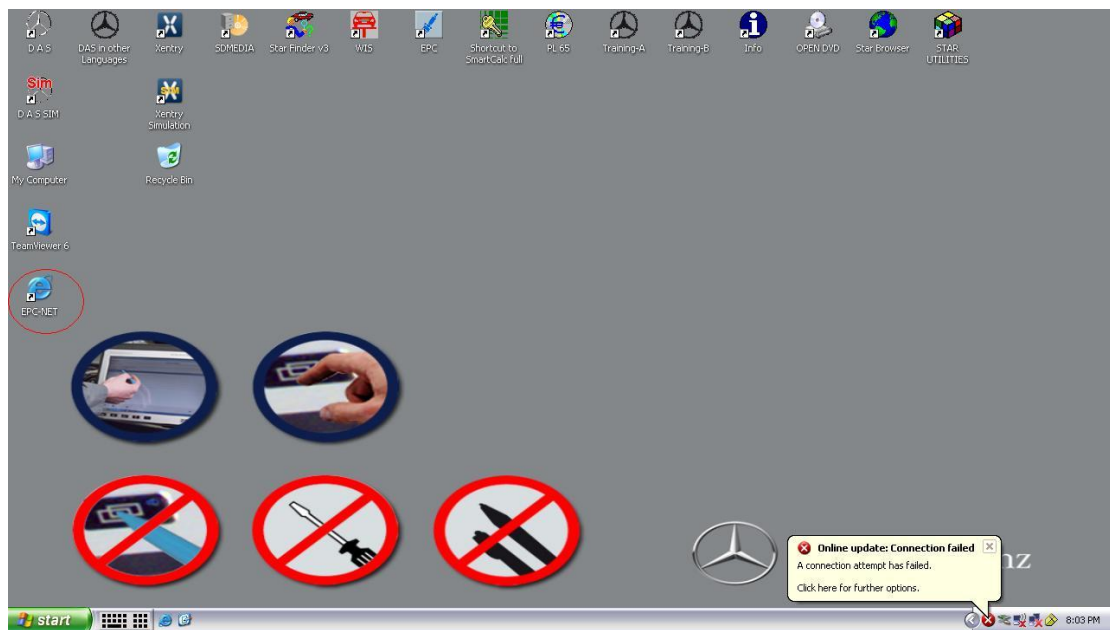 D A S
DAS in other
Languages
Xentry
SDMEDIA
Star Finder v3
WIS
EPC
Shortcut to
SmartCalc full
PL 65
Training-A
Training-B
Info
OPEN DVD
Star Browser
STAR
UTILITIES
Sim
D A S SIM
SIM
Xentry
Simulation
My Computer
Recycle Bin
TeamViewer 6
EPC-NET
Online update: Connection failed
A connection attempt has failed.
Click here for further options.
nz
start
8:03 PM